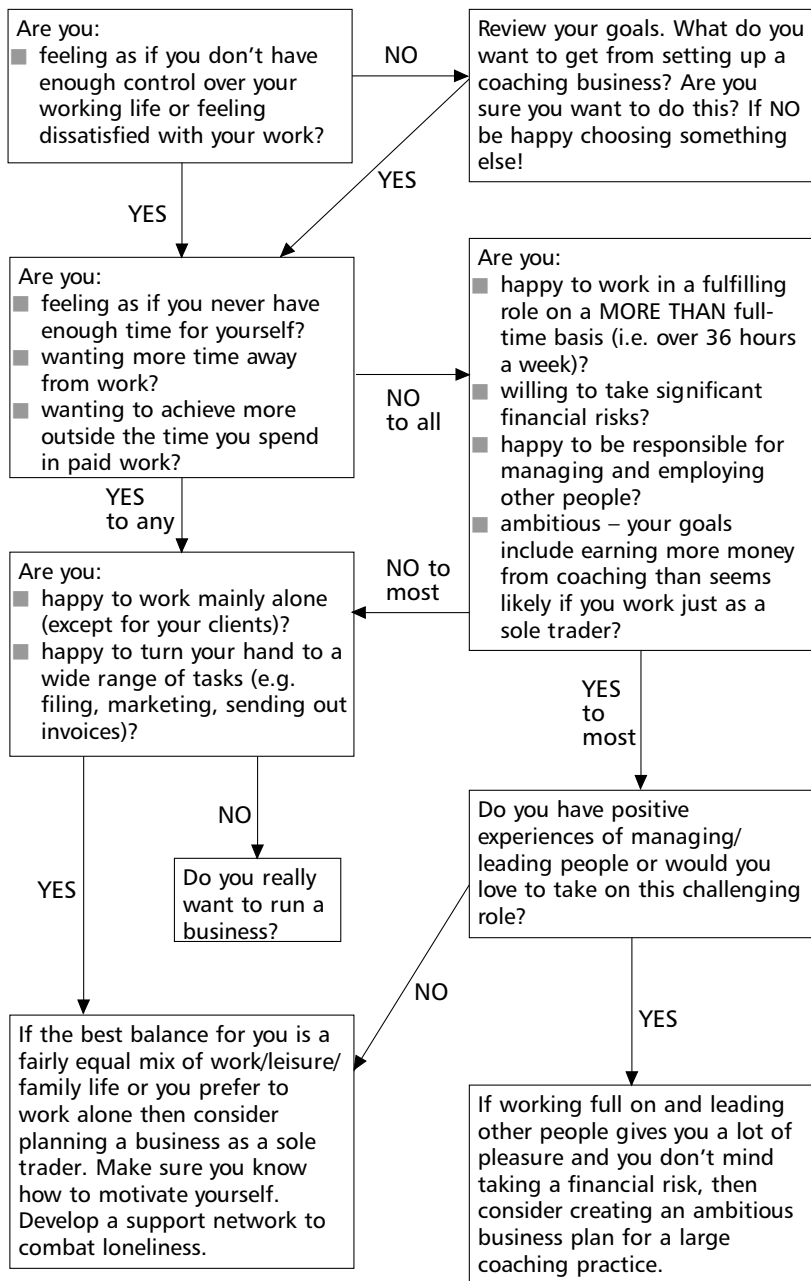 Are you:
■ feeling as if you don't have
enough control over your
working life or feeling
dissatisfied with your work?
NO
Review your goals. What do you
want to get from setting up a
coaching business? Are you
sure you want to do this? If NO
be happy choosing something
else!
YES
YES
Are you:
■ feeling as if you never have
enough time for yourself?
■ wanting more time away
from work?
■ wanting to achieve more
outside the time you spend
in paid work?
NO
to all
Are you:
■ happy to work in a fulfilling
role on a MORE THAN full-
time basis (i.e. over 36 hours
a week)?
■ willing to take significant
financial risks?
■ happy to be responsible for
managing and employing
other people?
■ ambitious – your goals
include earning more money
from coaching than seems
likely if you work just as a
sole trader?
YES
to any
NO to
most
Are you:
■ happy to work mainly alone
(except for your clients)?
■ happy to turn your hand to a
wide range of tasks (e.g.
filing, marketing, sending out
invoices)?
YES
to
most
NO
YES
Do you really
want to run a
business?
Do you have positive
experiences of managing/
leading people or would you
love to take on this challenging
role?
NO
YES
If the best balance for you is a
fairly equal mix of work/leisure/
family life or you prefer to
work alone then consider
planning a business as a sole
trader. Make sure you know
how to motivate yourself.
Develop a support network to
combat loneliness.
If working full on and leading
other people gives you a lot of
pleasure and you don't mind
taking a financial risk, then
consider creating an ambitious
business plan for a large
coaching practice.